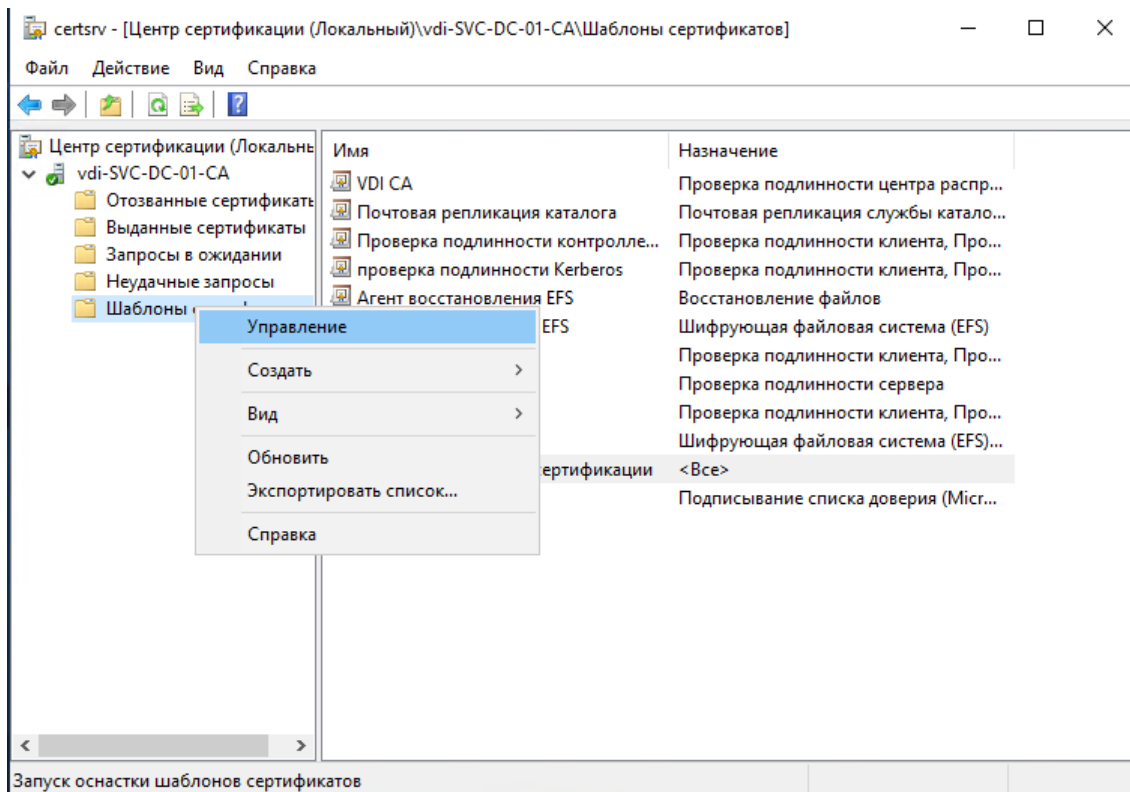 certsrv - [Центр сертификации (Локальный)\vdi-SVC-DC-01-CA\Шаблоны сертификатов]
Файл Действие Вид Справка
Центр сертификации (Локальнь
vdi-SVC-DC-01-CA
Отозванные сертификать
Выданные сертификаты
Запросы в ожидании
Неудачные запросы
Шаблоны
Имя Назначение
VDI CA Проверка подлинности центра распр...
Почтовая репликация каталога Почтовая репликация службы катало...
Проверка подлинности контролле... Проверка подлинности клиента, Про...
проверка подлинности Kerberos Проверка подлинности клиента, Про...
Агент восстановления EFS Восстановление файлов
EFS Шифрующая файловая система (EFS)
Проверка подлинности клиента, Про...
Проверка подлинности сервера
Проверка подлинности клиента, Про...
Шифрующая файловая система (EFS)...
ертификации <Все>
Подписывание списка доверия (Micr...
Управление
Создать
Вид
Обновить
Экспортировать список...
Справка
Запуск оснастки шаблонов сертификатов